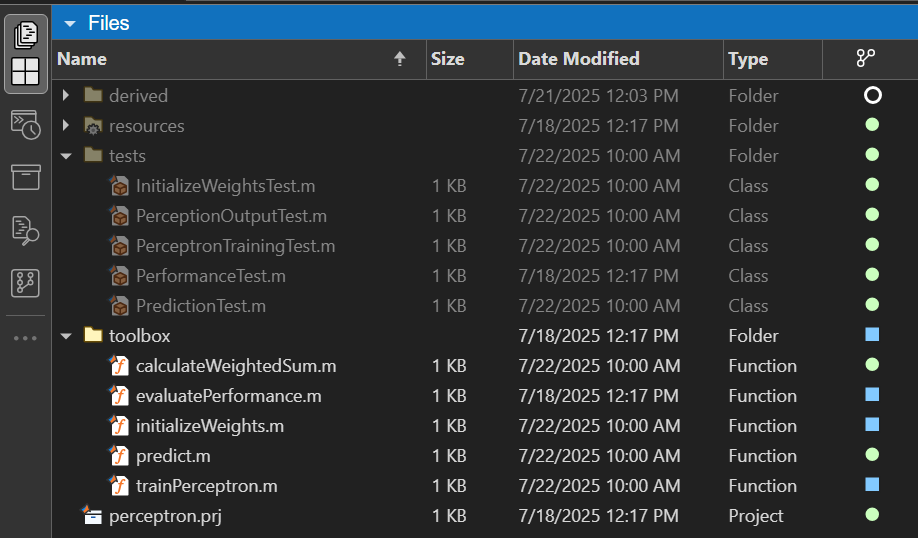 Files
Name Size Date Modified Type
derived 7/21/2025 12:03 PM Folder
resources 7/18/2025 12:17 PM Folder
tests 7/22/2025 10:00 AM Folder
InitializeWeightsTest.m 1 KB 7/22/2025 10:00 AM Class
PerceptionOutputTest.m 1 KB 7/22/2025 10:00 AM Class
PerceptronTrainingTest.m 1 KB 7/22/2025 10:00 AM Class
PerformanceTest.m 1 KB 7/18/2025 12:17 PM Class
PredictionTest.m 1 KB 7/22/2025 10:00 AM Class
toolbox 7/18/2025 12:17 PM Folder
calculateWeightedSum.m 1 KB 7/22/2025 10:00 AM Function
evaluatePerformance.m 1 KB 7/18/2025 12:17 PM Function
initializeWeights.m 1 KB 7/22/2025 10:00 AM Function
predict.m 1 KB 7/22/2025 10:00 AM Function
trainPerceptron.m 1 KB 7/22/2025 10:00 AM Function
perceptron.prj 1 KB 7/18/2025 12:17 PM Project